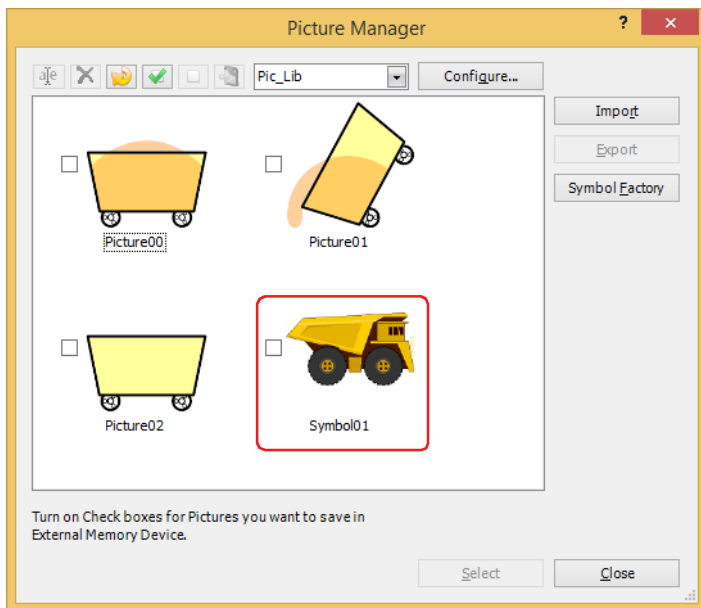 Picture Manager
?
×
a|e
Pic_Lib
Configure...
Import
Export
Symbol Factory
Picture00
Picture01
Picture02
Symbol01
Turn on Check boxes for Pictures you want to save in
External Memory Device.
Select
Close